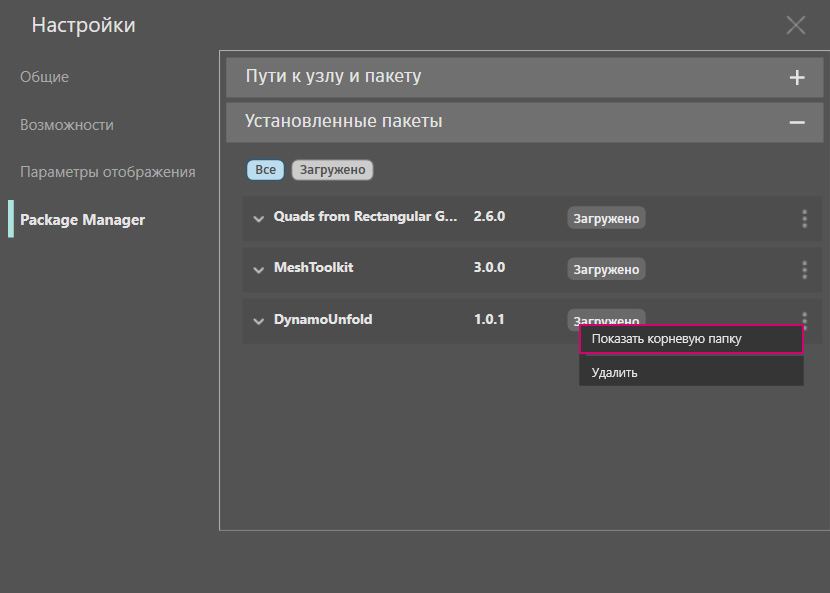 Настройки
Общие
Возможности
Параметры отображения
Package Manager
Пути к узлу и пакету
Установленные пакеты
Все Загружено
Quads from Rectangular G... 2.6.0 Загружено
MeshToolkit 3.0.0 Загружено
DynamoUnfold 1.0.1 Загружено
Показать корневую папку
Удалить